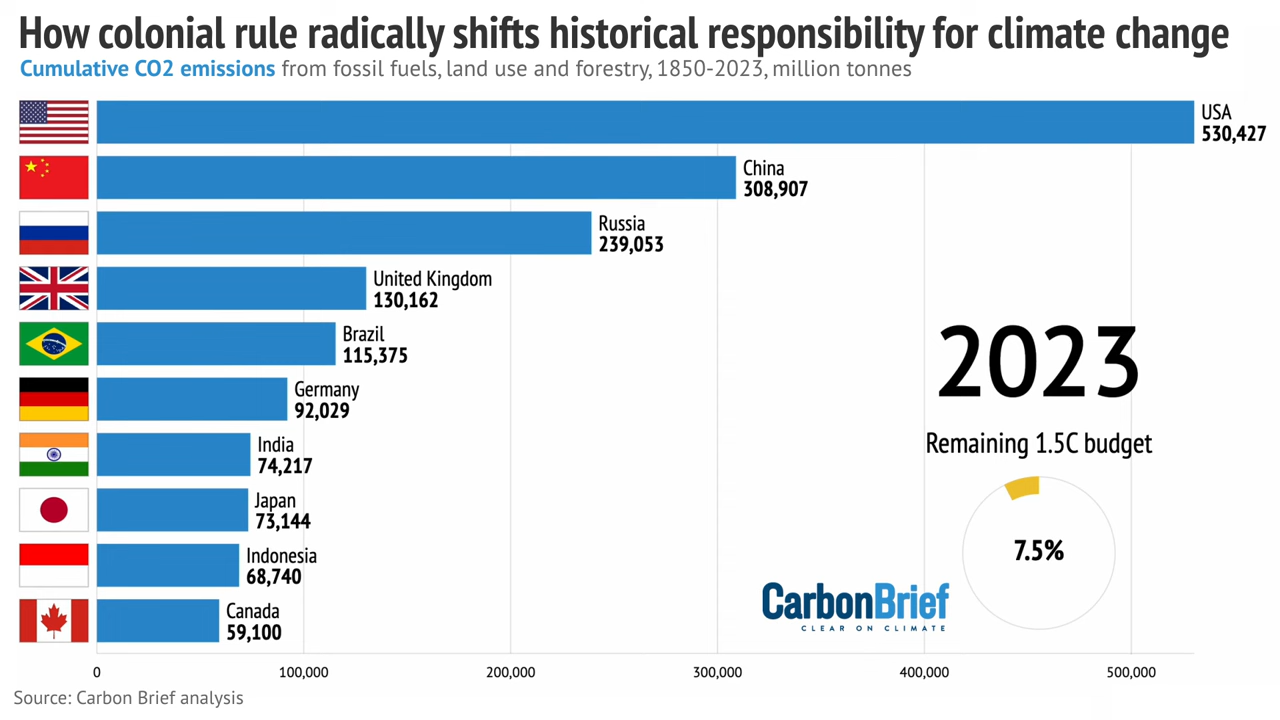 How colonial rule radically shifts historical responsibility for climate change
Cumulative CO2 emissions from fossil fuels, land use and forestry, 1850-2023, million tonnes
USA
530,427
China
308,907
Russia
239,053
United Kingdom
130,162
Brazil
115,375
Germany
92,029
India
74,217
Japan
73,144
Indonesia
68,740
Canada
59,100
2023
Remaining 1.5C budget
7.5%
CarbonBrief
CLEAR ON CLIMATE
0 100,000 200,000 300,000 400,000 500,000
Source: Carbon Brief analysis